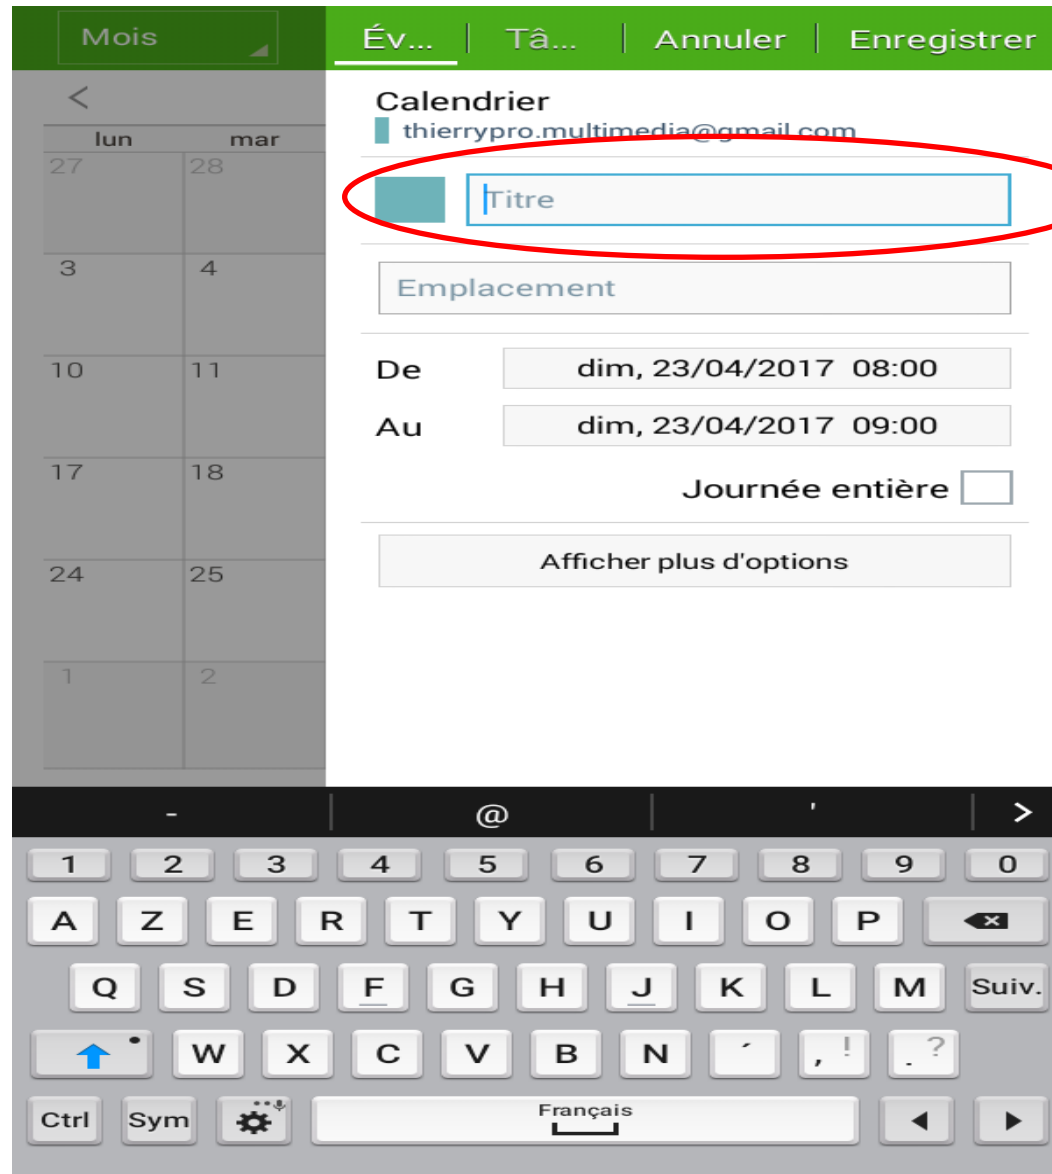 Mois Év... Tâ... Annuler Enregistrer
<
Calendrier
thierrypro.multimedia@gmail.com
lun mar
27 28
Titre
3 4
Emplacement
10 11
De dim, 23/04/2017 08:00
Au dim, 23/04/2017 09:00
17 18
Journée entière
Afficher plus d'options
24 25
1 2
- @ ' >
1 2 3 4 5 6 7 8 9 0
A Z E R T Y U I O P
Q S D F G H J K L M Suiv.
W X C V B N ´ , ! . ?
Ctrl Sym Français